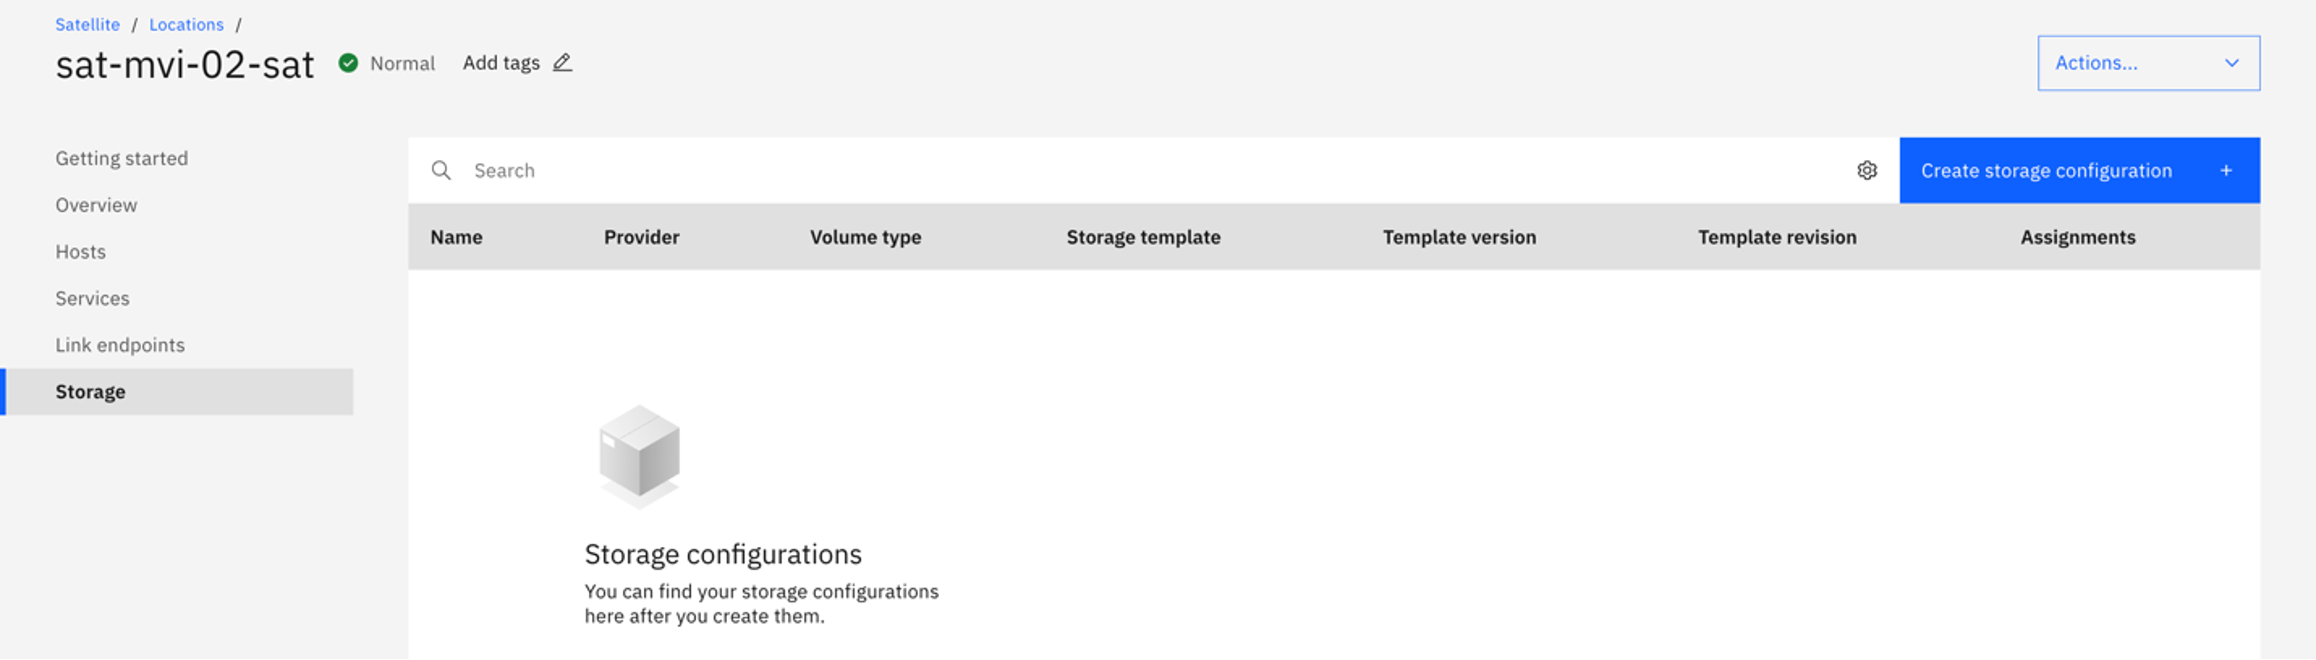 Satellite / Locations /
sat-mvi-02-sat Normal Add tags
Actions...
Getting started
Overview
Hosts
Services
Link endpoints
Storage
Search
Create storage configuration +
Name Provider Volume type Storage template Template version Template revision Assignments
Storage configurations
You can find your storage configurations
here after you create them.